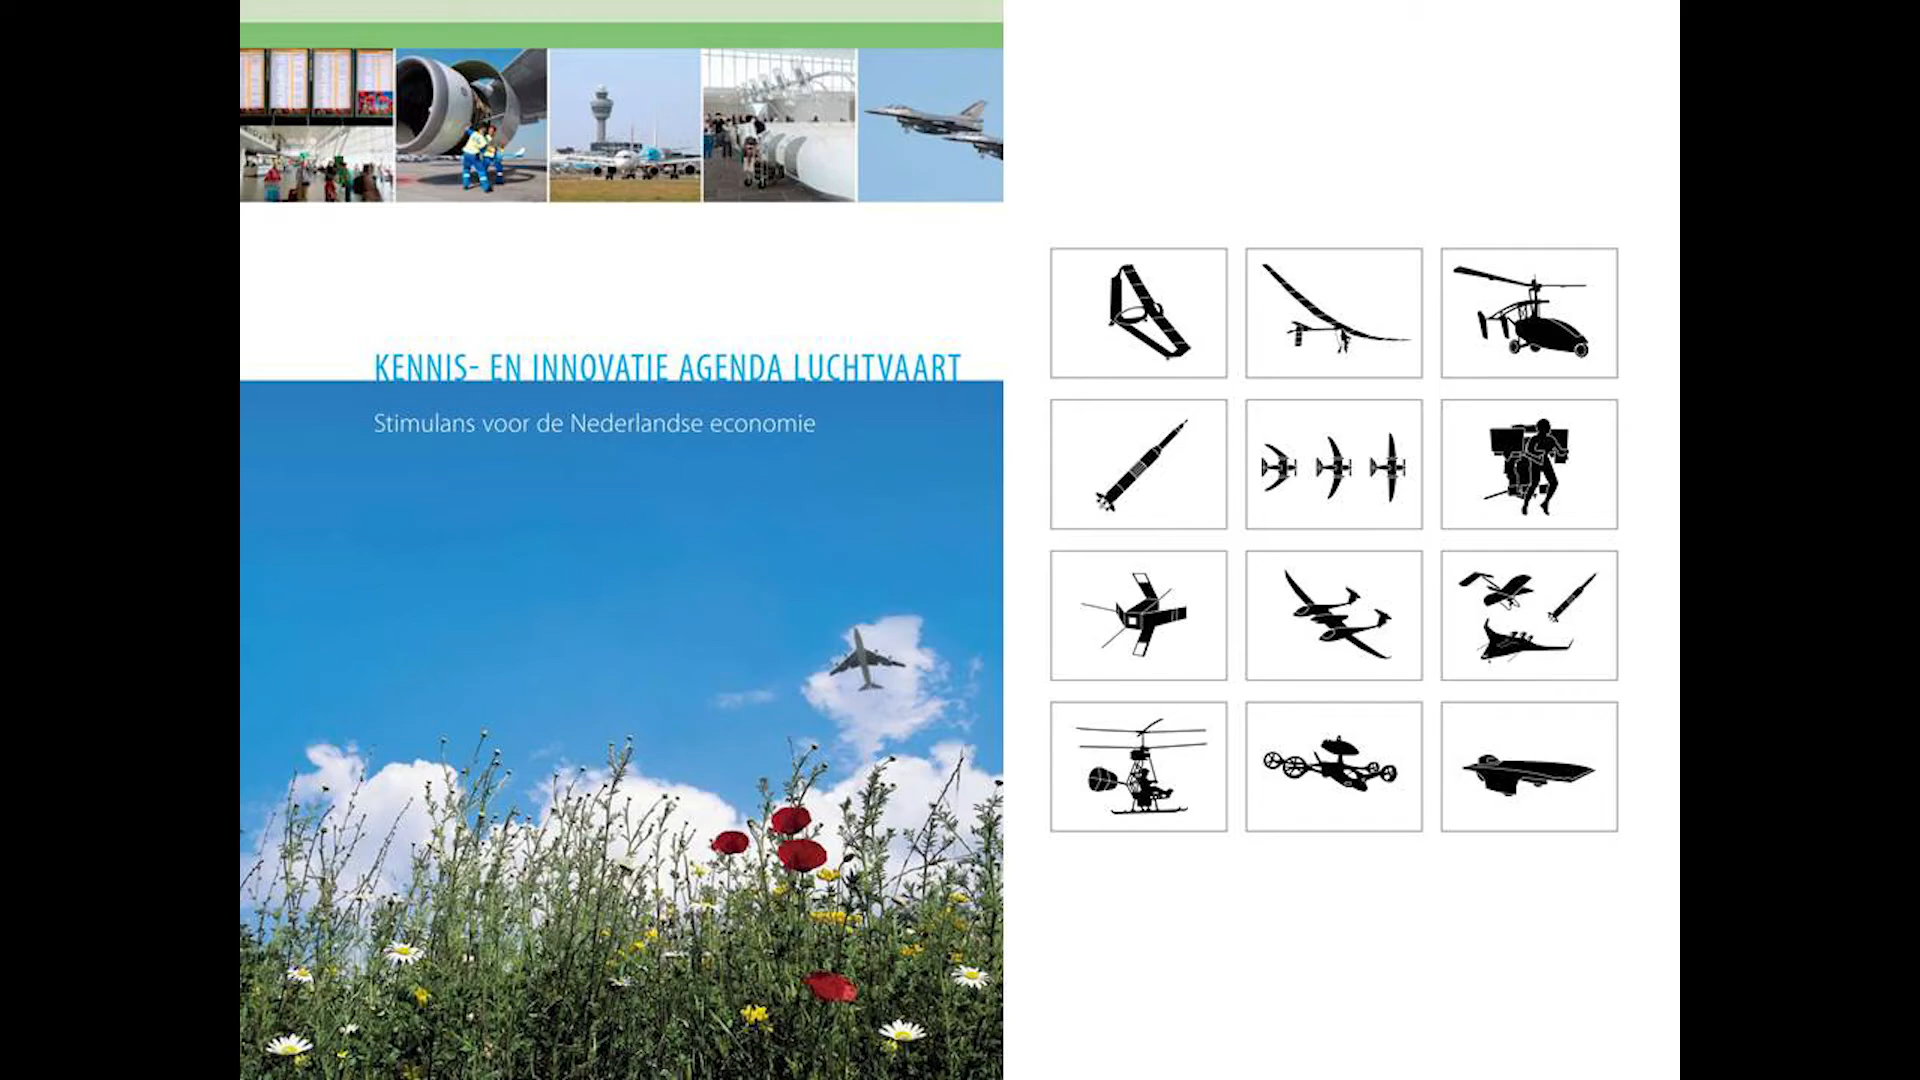 KENNIS- EN INNOVATIE AGENDA LUCHTVAART
Stimulans voor de Nederlandse economie